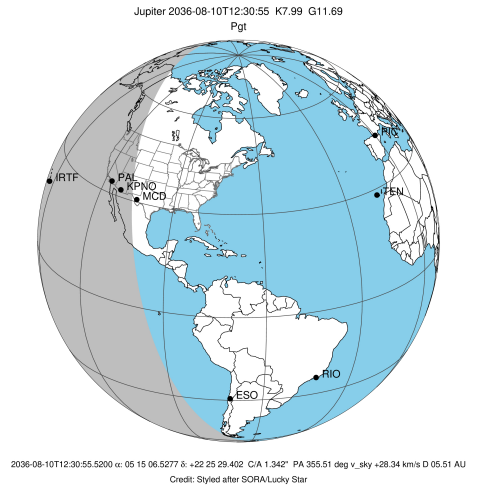 Jupiter 2036-08-10T12:30:55 K7.99 G11.69
Pgt
PIC
IRTF
PAL
KPNO
TEN
MCD
RIO
ESO
2036-08-10T12:30:55.5200 α: 05 15 06.5277 δ: +22 25 29.402 C/A 1.342" PA 355.51 deg v_sky +28.34 km/s D 05.51 AU
Credit: Styled after SORA/Lucky Star